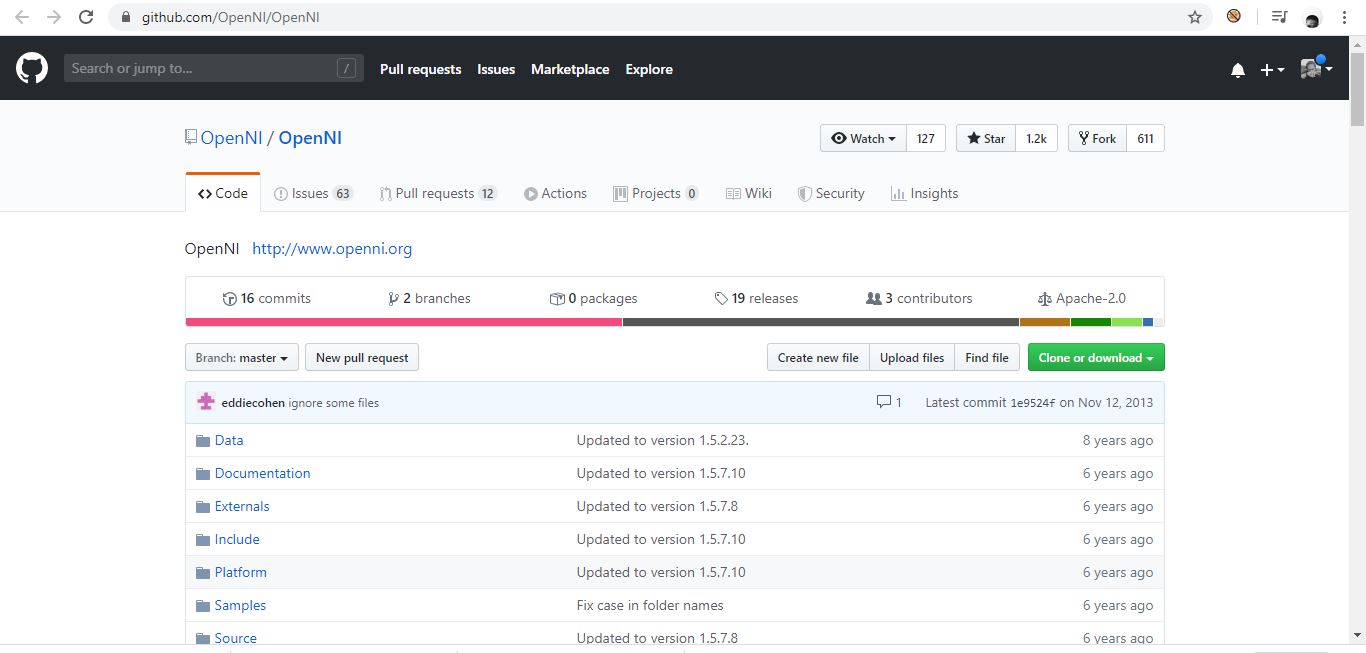 github.com/OpenNI/OpenNI
Search or jump to... /
Pull requests Issues Marketplace Explore
OpenNI / OpenNI
Watch 127 Star 1.2k Fork 611
Code Issues 63 Pull requests 12 Actions Projects 0 Wiki Security Insights
OpenNI http://www.openni.org
16 commits 2 branches 0 packages 19 releases 3 contributors Apache-2.0
Branch: master New pull request Create new file Upload files Find file Clone or download
eddiecohen ignore some files 1 Latest commit 1e9524f on Nov 12, 2013
Data Updated to version 1.5.2.23. 8 years ago
Documentation Updated to version 1.5.7.10 6 years ago
Externals Updated to version 1.5.7.8 6 years ago
Include Updated to version 1.5.7.10 6 years ago
Platform Updated to version 1.5.7.10 6 years ago
Samples Fix case in folder names 6 years ago
Source Updated to version 1.5.7.8 6 years ago